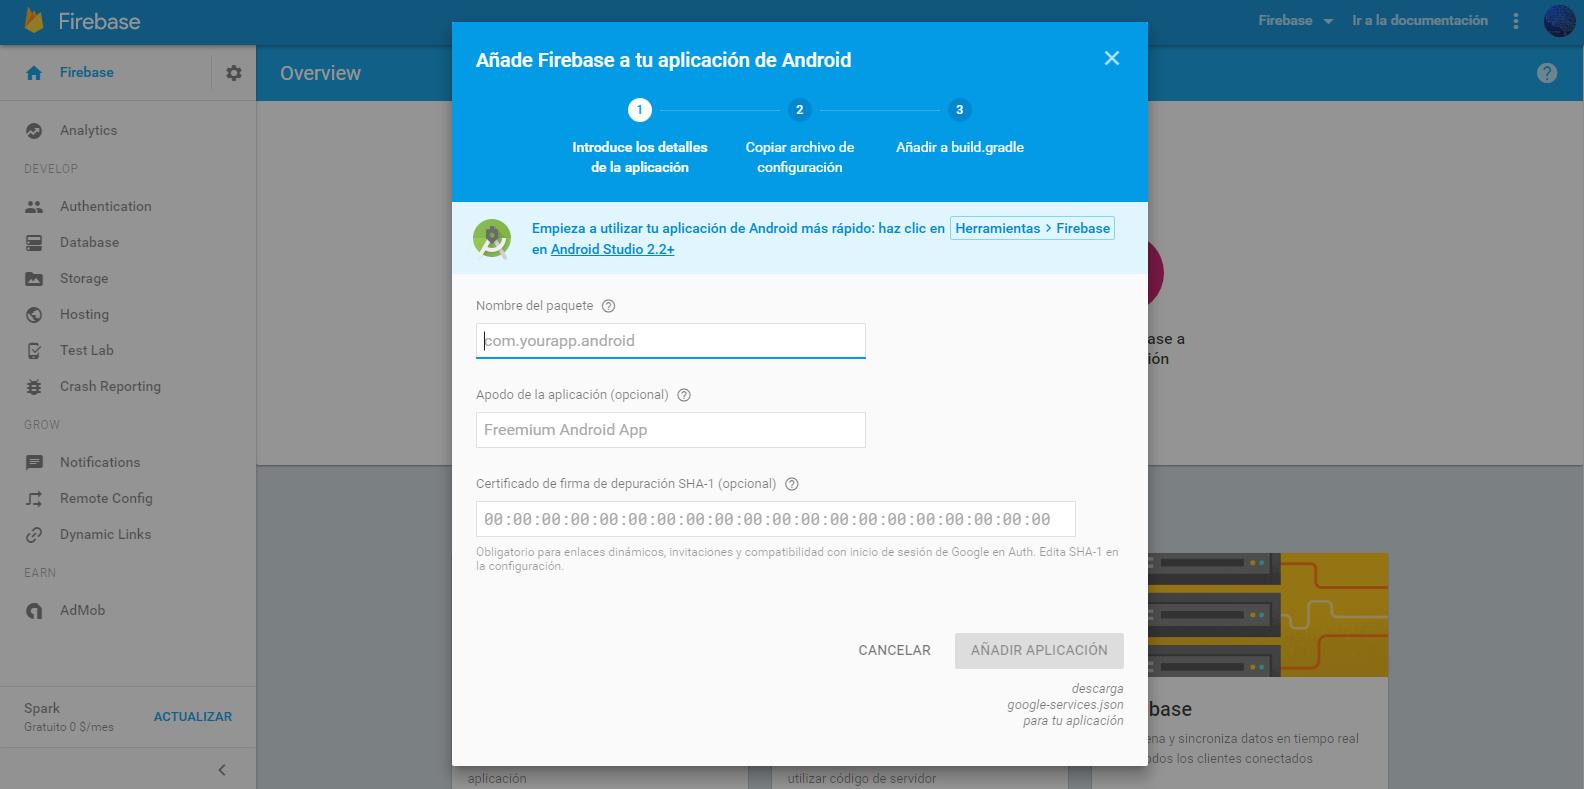 Firebase
Firebase
Ir a la documentación
Firebase
Overview
Analytics
DEVELOP
Authentication
Database
Storage
Hosting
Test Lab
Crash Reporting
GROW
Notifications
Remote Config
Dynamic Links
EARN
AdMob
Spark
Gratuito 0 $/mes
ACTUALIZAR
Añade Firebase a tu aplicación de Android
1
2
3
Introduce los detalles
de la aplicación
Copiar archivo de
configuración
Añadir a build.gradle
Empieza a utilizar tu aplicación de Android más rápido: haz clic en Herramientas > Firebase
en Android Studio 2.2+
Nombre del paquete
com.yourapp.android
Apodo de la aplicación (opcional)
Freemium Android App
Certificado de firma de depuración SHA-1 (opcional)
00:00:00:00:00:00:00:00:00:00:00:00:00:00:00:00:00:00:00:00
Obligatorio para enlaces dinámicos, invitaciones y compatibilidad con inicio de sesión de Google en Auth. Edita SHA-1 en
la configuración.
CANCELAR
AÑADIR APLICACIÓN
descarga
google-services.json
para tu aplicación
ase a
ión
base
ena y sincroniza datos en tiempo real
odos los clientes conectados
aplicación
utilizar código de servidor